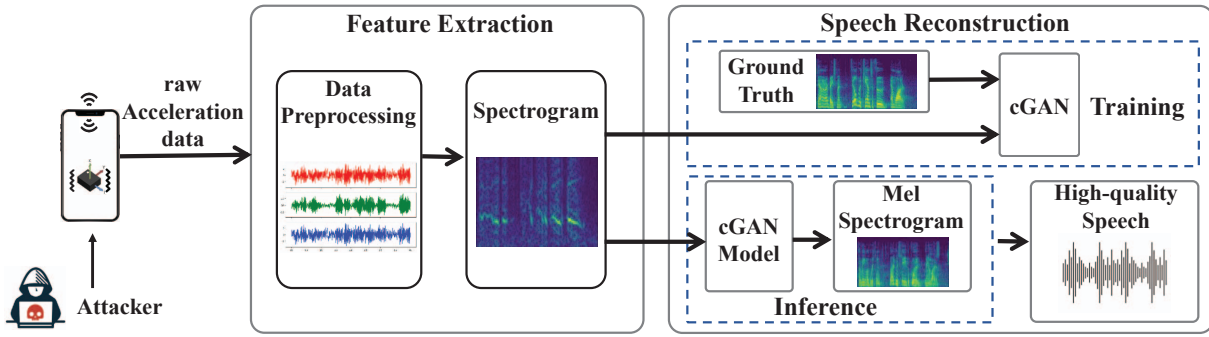 Feature Extraction
Speech Reconstruction
raw
Acceleration
data
Attacker
Data
Preprocessing
Spectrogram
Ground
Truth
cGAN
Training
cGAN
Model
Mel
Spectrogram
Inference
High-quality
Speech